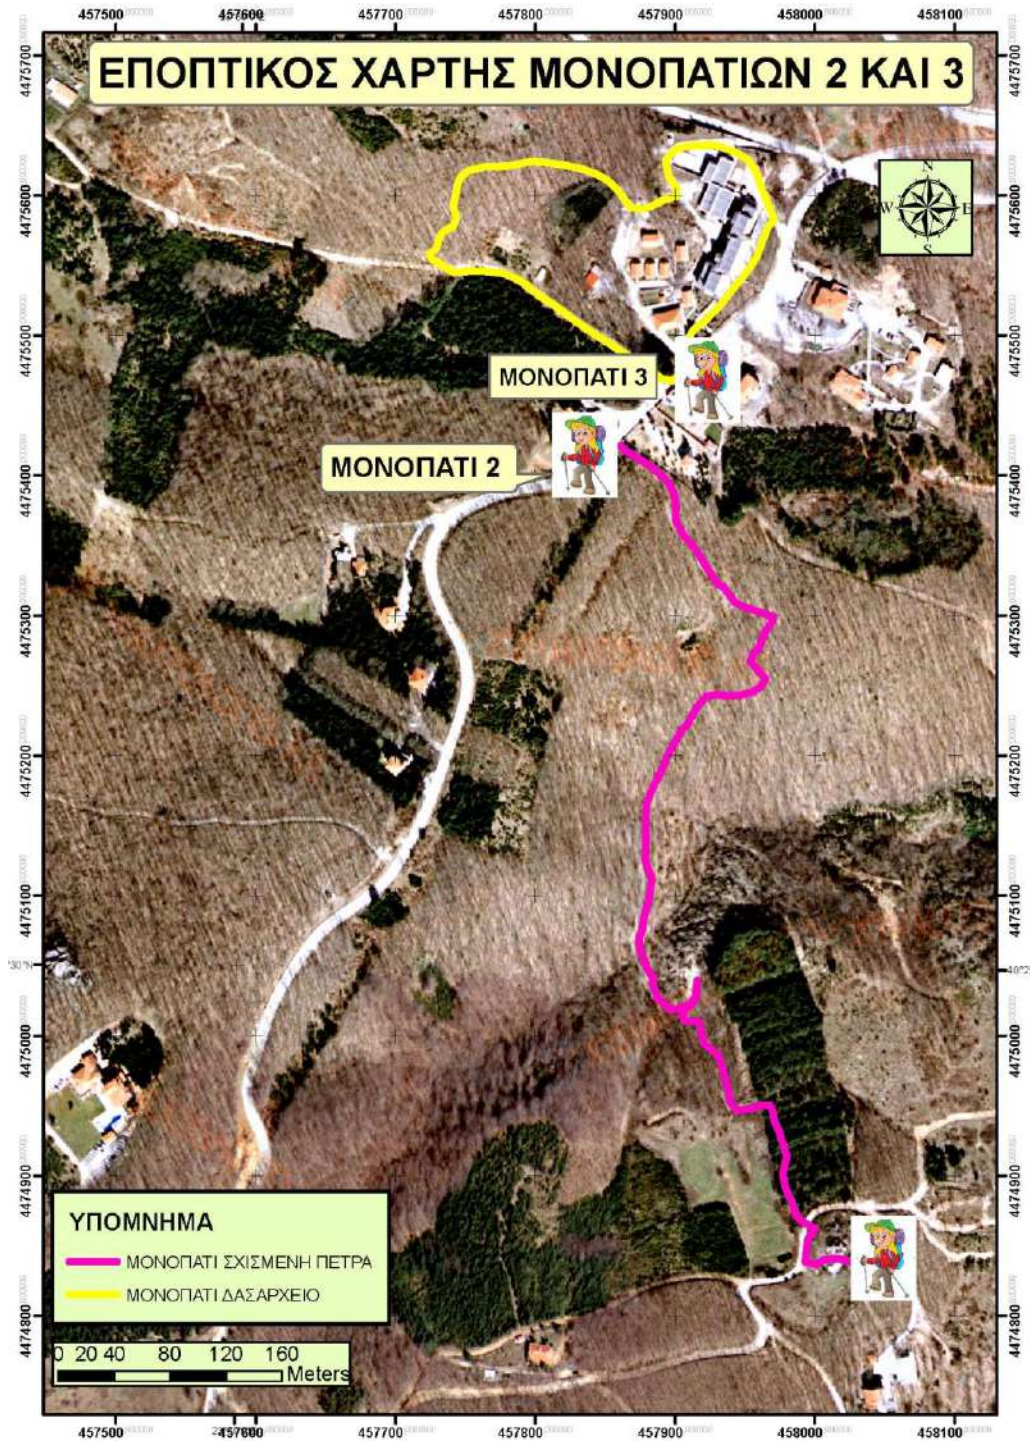 457500 457600 457700 457800 457900 458000 458100
ΕΠΟΠΤΙΚΟΣ ΧΑΡΤΗΣ ΜΟΝΟΠΑΤΙΩΝ 2 ΚΑΙ 3
4475700 4475700
N
W E
S
4475600 4475600
4475500 4475500
ΜΟΝΟΠΑΤΙ 3
ΜΟΝΟΠΑΤΙ 2
4475400 4475400
4475300 4475300
4475200 4475200
4475100 4475100
4475000 4475000
4474900 4474900
ΥΠΟΜΝΗΜΑ
ΜΟΝΟΠΑΤΙ ΣΧΙΣΜΕΝΗ ΠΕΤΡΑ
ΜΟΝΟΠΑΤΙ ΔΑΣΑΡΧΕΙΟ
4474800 4474800
0 20 40 80 120 160
Meters
457500 457600 457700 457800 457900 458000 458100